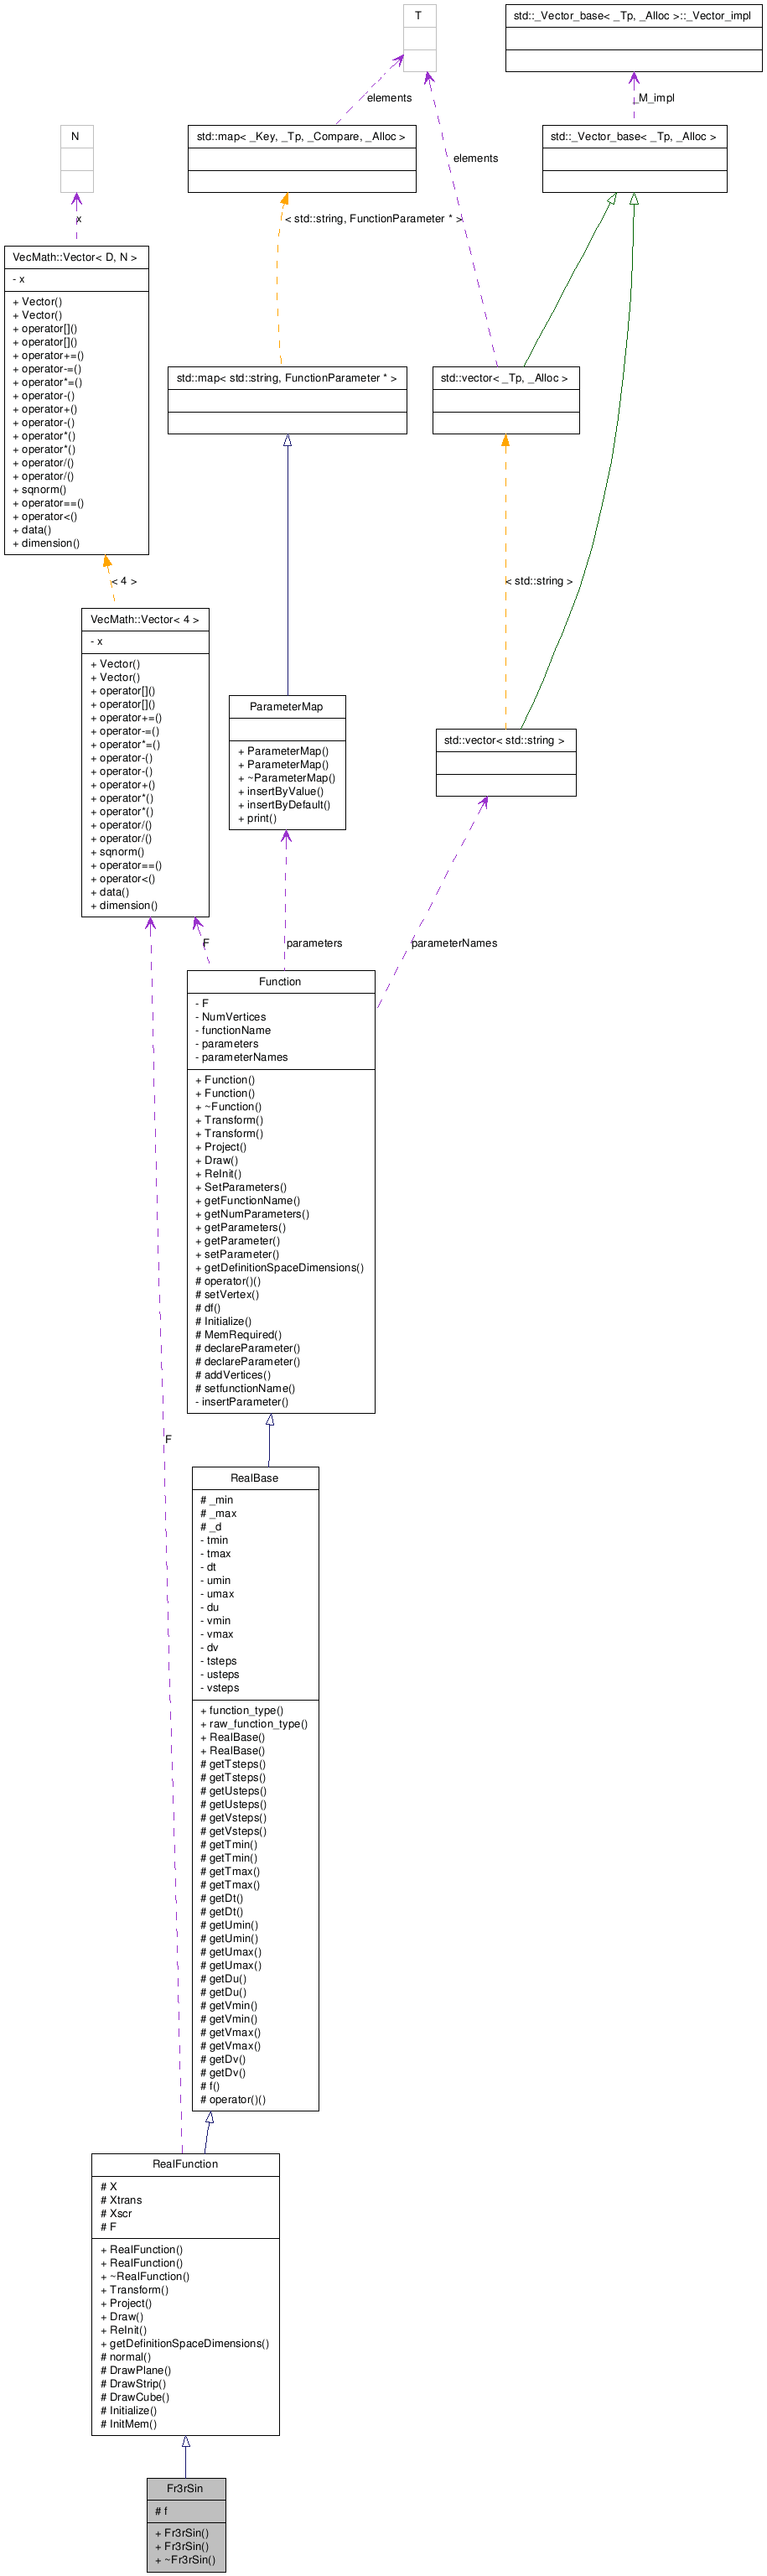 T
std::_Vector_base< _Tp, _Alloc >::_Vector_impl
elements
_M_impl
N
std::map< _Key, _Tp, _Compare, _Alloc >
std::_Vector_base< _Tp, _Alloc >
elements
x
< std::string, FunctionParameter * >
VecMath::Vector< D, N >
- x
+ Vector()
+ Vector()
+ operator[]()
+ operator[]()
+ operator+=()
+ operator-=()
+ operator*=()
+ operator-()
+ operator+()
+ operator-()
+ operator*()
+ operator*()
+ operator/()
+ operator/()
+ sqnorm()
+ operator==()
+ operator<()
+ data()
+ dimension()
std::map< std::string, FunctionParameter * >
std::vector< _Tp, _Alloc >
< 4 >
< std::string >
VecMath::Vector< 4 >
- x
+ Vector()
+ Vector()
+ operator[]()
+ operator[]()
+ operator+=()
+ operator-=()
+ operator*=()
+ operator-()
+ operator-()
+ operator+()
+ operator*()
+ operator*()
+ operator/()
+ operator/()
+ sqnorm()
+ operator==()
+ operator<()
+ data()
+ dimension()
ParameterMap
+ ParameterMap()
+ ParameterMap()
+ ~ParameterMap()
+ insertByValue()
+ insertByDefault()
+ print()
std::vector< std::string >
F
parameters
parameterNames
Function
- F
- NumVertices
- functionName
- parameters
- parameterNames
+ Function()
+ Function()
+ ~Function()
+ Transform()
+ Transform()
+ Project()
+ Draw()
+ ReInit()
+ SetParameters()
+ getFunctionName()
+ getNumParameters()
+ getParameters()
+ getParameter()
+ setParameter()
+ getDefinitionSpaceDimensions()
# operator()()
# setVertex()
# df()
# Initialize()
# MemRequired()
# declareParameter()
# declareParameter()
# addVertices()
# setfunctionName()
- insertParameter()
F
RealBase
# _min
# _max
# _d
- tmin
- tmax
- dt
- umin
- umax
- du
- vmin
- vmax
- dv
- tsteps
- usteps
- vsteps
+ function_type()
+ raw_function_type()
+ RealBase()
+ RealBase()
# getTsteps()
# getTsteps()
# getUsteps()
# getUsteps()
# getVsteps()
# getVsteps()
# getTmin()
# getTmin()
# getTmax()
# getTmax()
# getDt()
# getDt()
# getUmin()
# getUmin()
# getUmax()
# getUmax()
# getDu()
# getDu()
# getVmin()
# getVmin()
# getVmax()
# getVmax()
# getDv()
# getDv()
# f()
# operator()()
RealFunction
# X
# Xtrans
# Xscr
# F
+ RealFunction()
+ RealFunction()
+ ~RealFunction()
+ Transform()
+ Project()
+ Draw()
+ ReInit()
+ getDefinitionSpaceDimensions()
# normal()
# DrawPlane()
# DrawStrip()
# DrawCube()
# Initialize()
# InitMem()
Fr3rSin
# f
+ Fr3rSin()
+ Fr3rSin()
+ ~Fr3rSin()